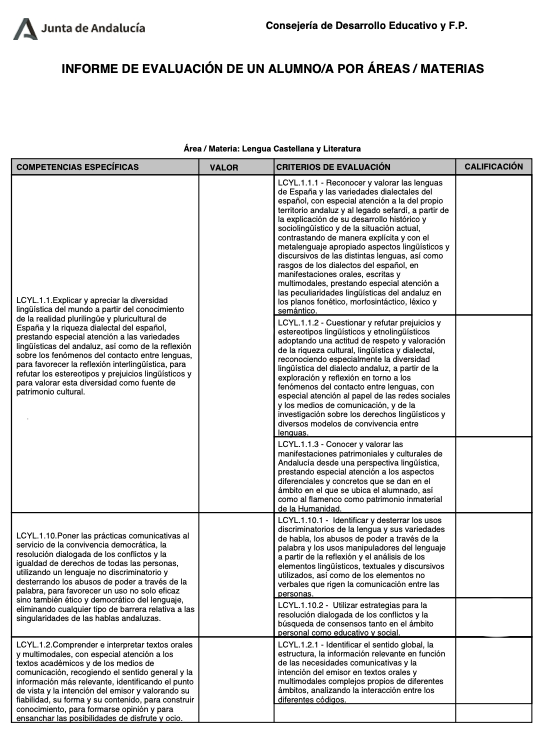 Junta de Andalucía
Consejería de Desarrollo Educativo y F.P.
INFORME DE EVALUACIÓN DE UN ALUMNO/A POR ÁREAS / MATERIAS
Área / Materia: Lengua Castellana y Literatura
COMPETENCIAS ESPECÍFICAS
VALOR
CRITERIOS DE EVALUACIÓN
CALIFICACIÓN
LCYL.1.1.Explicar y apreciar la diversidad
lingüística del mundo a partir del conocimiento
de la realidad plurilingüe y pluricultural de
España y la riqueza dialectal del español,
prestando especial atención a las variedades
lingüísticas del andaluz, así como de la reflexión
sobre los fenómenos del contacto entre lenguas,
para favorecer la reflexión interlingüística, para
refutar los estereotipos y prejuicios lingüísticos y
para valorar esta diversidad como fuente de
patrimonio cultural.
LCYL.1.1.1 - Reconocer y valorar las lenguas
de España y las variedades dialectales del
español, con especial atención a la del propio
territorio andaluz y al legado sefardí, a partir de
la explicación de su desarrollo histórico y
sociolingüístico y de la situación actual,
contrastando de manera explícita y con el
metalenguaje apropiado aspectos lingüísticos y
discursivos de las distintas lenguas, así como
rasgos de los dialectos del español, en
manifestaciones orales, escritas y
multimodales, prestando especial atención a
las peculiaridades lingüísticas del andaluz en
los planos fonético, morfosintáctico, léxico y
semántico.
LCYL.1.1.2 - Cuestionar y refutar prejuicios y
estereotipos lingüísticos y etnolingüísticos
adoptando una actitud de respeto y valoración
de la riqueza cultural, lingüística y dialectal,
reconociendo especialmente la diversidad
lingüística del dialecto andaluz, a partir de la
exploración y reflexión en torno a los
fenómenos del contacto entre lenguas, con
especial atención al papel de las redes sociales
y los medios de comunicación, y de la
investigación sobre los derechos lingüísticos y
diversos modelos de convivencia entre
lenguas.
LCYL.1.1.3 - Conocer y valorar las
manifestaciones patrimoniales y culturales de
Andalucía desde una perspectiva lingüística,
prestando especial atención a los aspectos
diferenciales y concretos que se dan en el
ámbito en el que se ubica el alumnado, así
como al flamenco como patrimonio inmaterial
de la Humanidad.
LCYL.1.10.Poner las prácticas comunicativas al
servicio de la convivencia democrática, la
resolución dialogada de los conflictos y la
igualdad de derechos de todas las personas,
utilizando un lenguaje no discriminatorio y
desterrando los abusos de poder a través de la
palabra, para favorecer un uso no solo eficaz
sino también ético y democrático del lenguaje,
eliminando cualquier tipo de barrera relativa a las
singularidades de las hablas andaluzas.
LCYL.1.10.1 - Identificar y desterrar los usos
discriminatorios de la lengua y sus variedades
de habla, los abusos de poder a través de la
palabra y los usos manipuladores del lenguaje
a partir de la reflexión y el análisis de los
elementos lingüísticos, textuales y discursivos
utilizados, así como de los elementos no
verbales que rigen la comunicación entre las
personas.
LCYL.1.10.2 - Utilizar estrategias para la
resolución dialogada de los conflictos y la
búsqueda de consensos tanto en el ámbito
personal como educativo y social.
LCYL.1.2.Comprender e interpretar textos orales
y multimodales, con especial atención a los
textos académicos y de los medios de
comunicación, recogiendo el sentido general y la
información más relevante, identificando el punto
de vista y la intención del emisor y valorando su
fiabilidad, su forma y su contenido, para construir
conocimiento, para formarse opinión y para
ensanchar las posibilidades de disfrute y ocio.
LCYL.1.2.1 - Identificar el sentido global, la
estructura, la información relevante en función
de las necesidades comunicativas y la
intención del emisor en textos orales y
multimodales complejos propios de diferentes
ámbitos, analizando la interacción entre los
diferentes códigos.